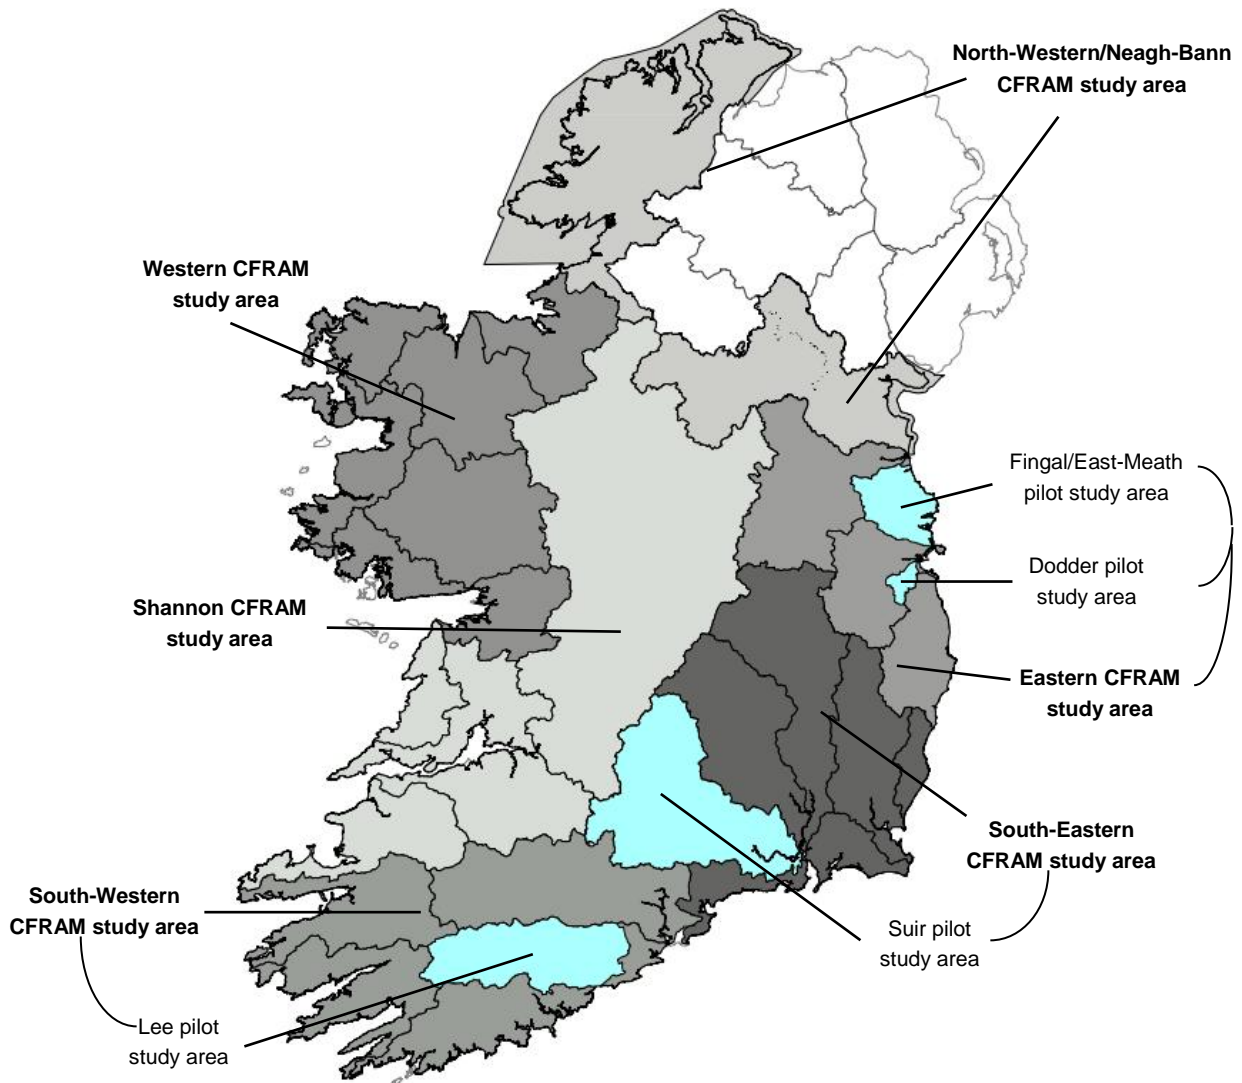 North-Western/Neagh-Bann
CFRAM study area
Western CFRAM
study area
Fingal/East-Meath
pilot study area
Dodder pilot
study area
Shannon CFRAM
study area
Eastern CFRAM
study area
South-Eastern
CFRAM study area
South-Western
CFRAM study area
Suir pilot
study area
Lee pilot
study area